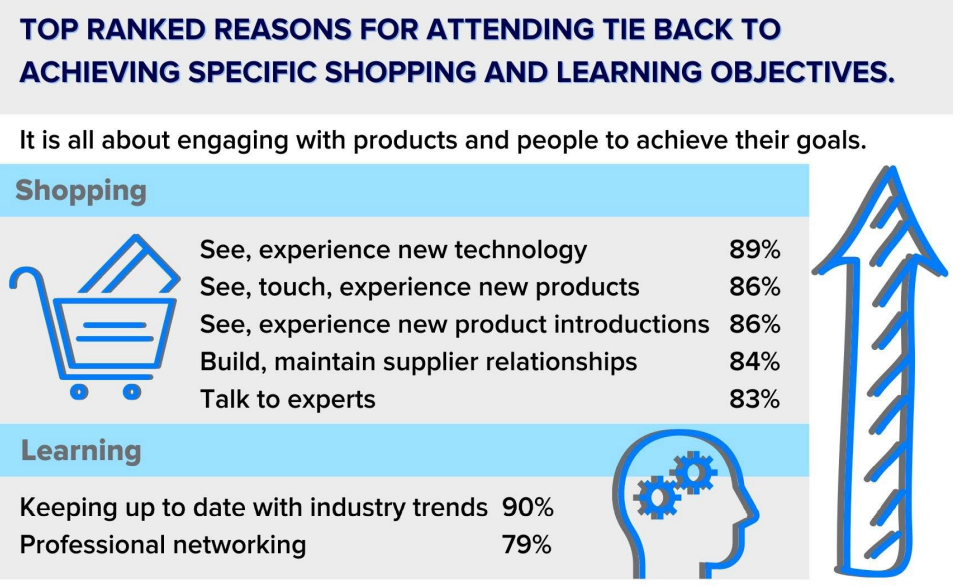 TOP RANKED REASONS FOR ATTENDING TIE BACK TO
ACHIEVING SPECIFIC SHOPPING AND LEARNING OBJECTIVES.
It is all about engaging with products and people to achieve their goals.
Shopping
See, experience new technology 89%
See, touch, experience new products 86%
See, experience new product introductions 86%
Build, maintain supplier relationships 84%
Talk to experts 83%
Learning
Keeping up to date with industry trends 90%
Professional networking 79%